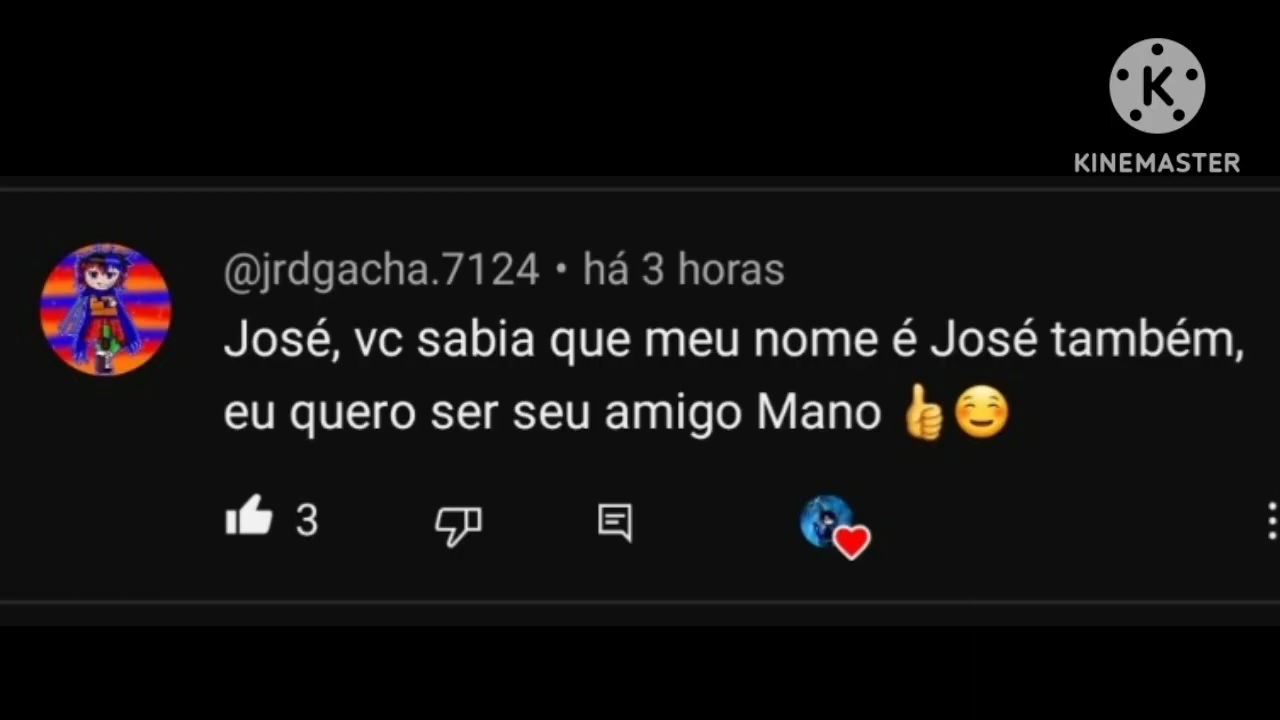 K
KINEMASTER
@jrdgacha.7124 • há 3 horas
José, vc sabia que meu nome é José também,
eu quero ser seu amigo Mano 👍😊
3